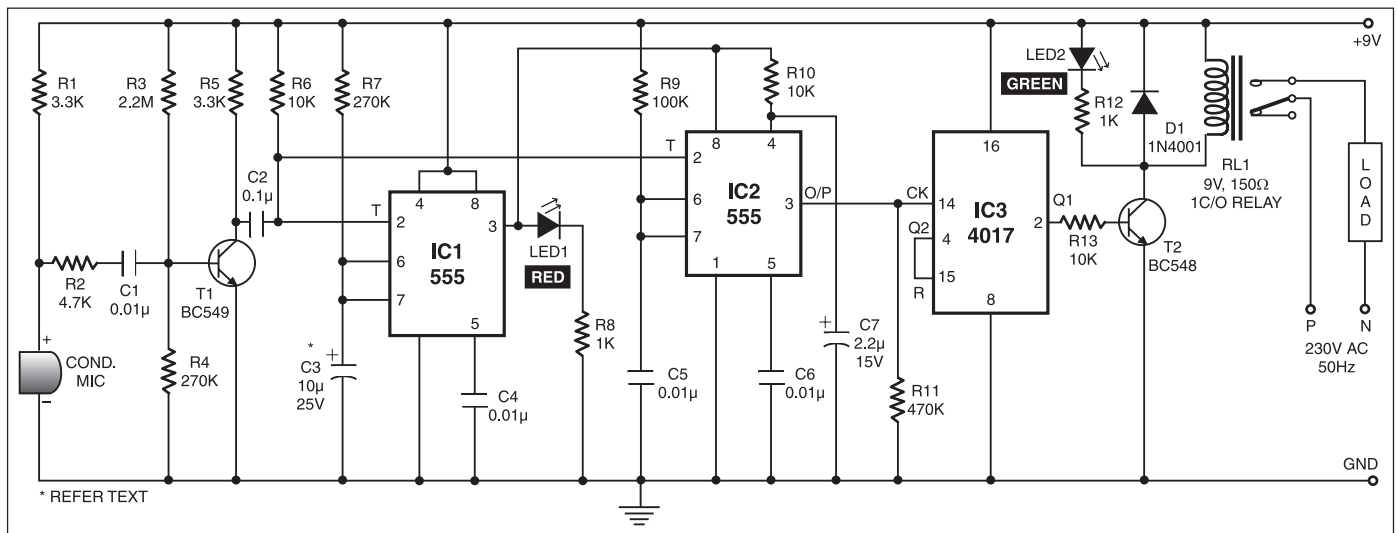 +9V
R1
3.3K
R3
2.2M
R5
3.3K
R6
10K
R7
270K
R9
100K
R10
10K
LED2
GREEN
R12
1K
D1
1N4001
RL1
9V, 150Ω
1C/O RELAY
LOAD
C2
0.1µ
T
2
4
8
3
6
7
5
IC1
555
LED1
RED
R8
1K
T
2
8
4
6
7
3
1
5
IC2
555
O/P
CK
14
16
Q2
4
15
R
IC3
4017
2
8
Q1
R13
10K
T2
BC548
R2
4.7K
C1
0.01µ
T1
BC549
+
COND.
MIC
–
R4
270K
*
+
C3
10µ
25V
C4
0.01µ
C5
0.01µ
C6
0.01µ
+
C7
2.2µ
15V
R11
470K
P
N
230V AC
50Hz
GND
* REFER TEXT